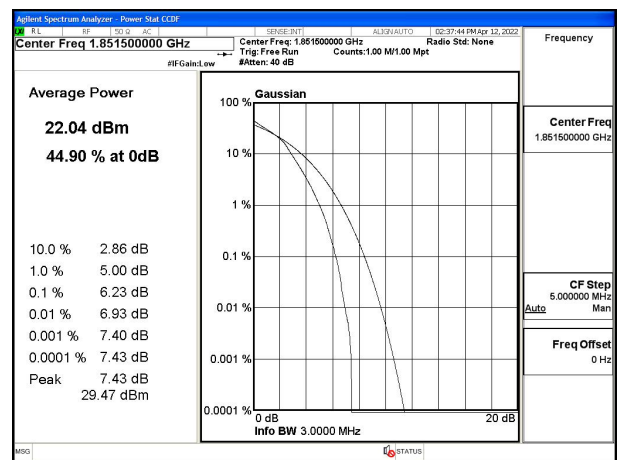 Agilent Spectrum Analyzer - Power Stat CCDF
RL RF 50 Ω AC SENSE:INT ALIGN AUTO 02:37:44 PM Apr 12, 2022
Center Freq 1.851500000 GHz
Center Freq: 1.851500000 GHz Radio Std: None
Trig: Free Run Counts:1.00 M/1.00 Mpt
#IFGain:Low #Atten: 40 dB
Frequency
Average Power
22.04 dBm
44.90 % at 0dB
10.0 % 2.86 dB
1.0 % 5.00 dB
0.1 % 6.23 dB
0.01 % 6.93 dB
0.001 % 7.40 dB
0.0001 % 7.43 dB
Peak 7.43 dB
29.47 dBm
Gaussian
100 %
10 %
1 %
0.1 %
0.01 %
0.001 %
0.0001 %
0 dB 20 dB
Info BW 3.0000 MHz
Center Freq
1.851500000 GHz
CF Step
5.000000 MHz
Auto Man
Freq Offset
0 Hz
MSG STATUS